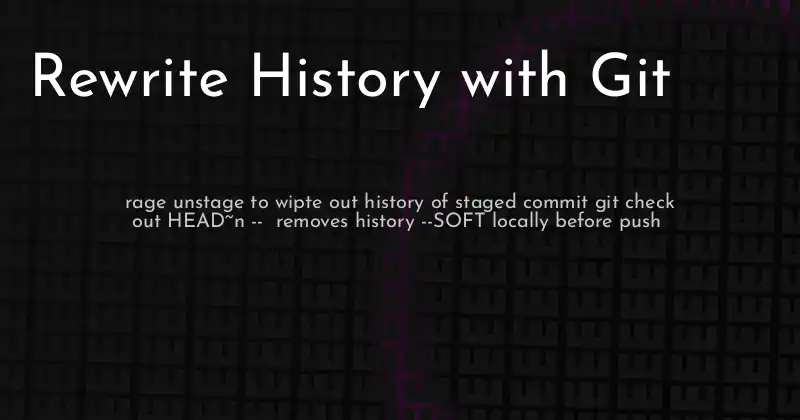 Rewrite History with Git
rage unstage to wipte out history of staged commit git check
out HEAD~n -- removes history --SOFT locally before push